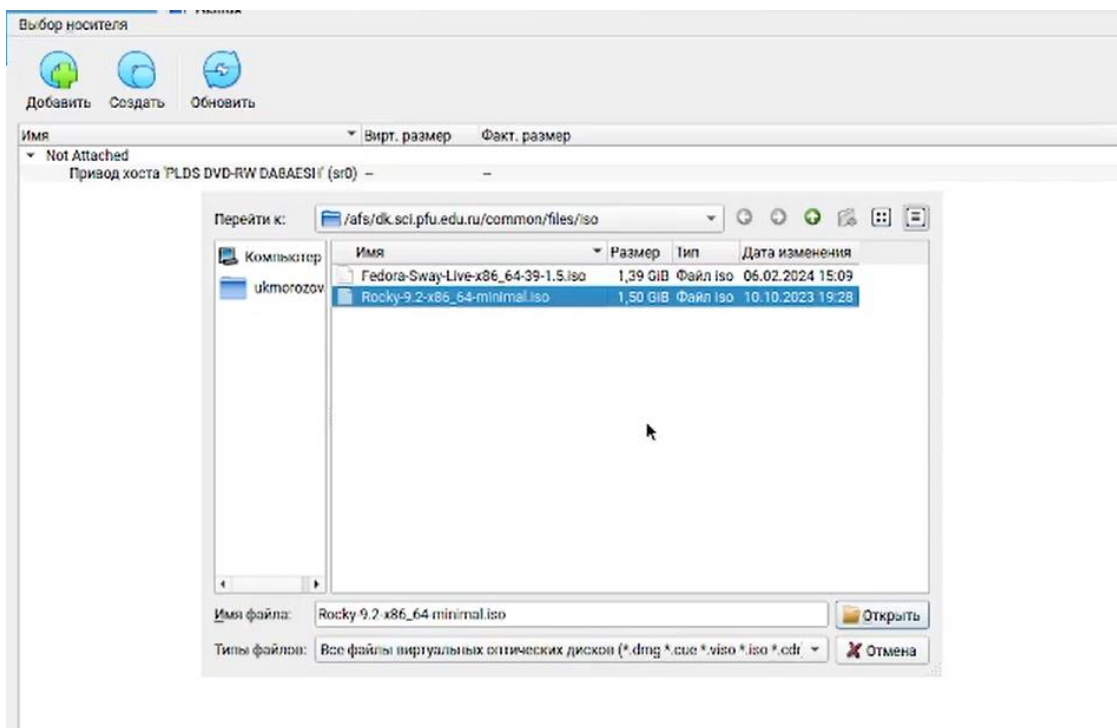 Выбор носителя
Добавить Создать Обновить
Имя Вирт. размер Факт. размер
Not Attached
Привод хоста 'PLDS DVD-RW DA8AESH' (sr0) – –
Перейти к: /afs/dk.sci.pfu.edu.ru/common/files/iso
Компьютер
ukmorozov
Имя Размер Тип Дата изменения
Fedora-Sway-Live-x86_64-39-1.5.iso 1,39 GiB Файл iso 06.02.2024 15:09
Rocky-9.2-x86_64-minimal.iso 1,50 GiB Файл iso 10.10.2023 19:28
Имя файла: Rocky-9.2-x86_64-minimal.iso Открыть
Типы файлов: Все файлы виртуальных оптических дисков (*.dmg *.cue *.viso *.iso *.cdr Отмена